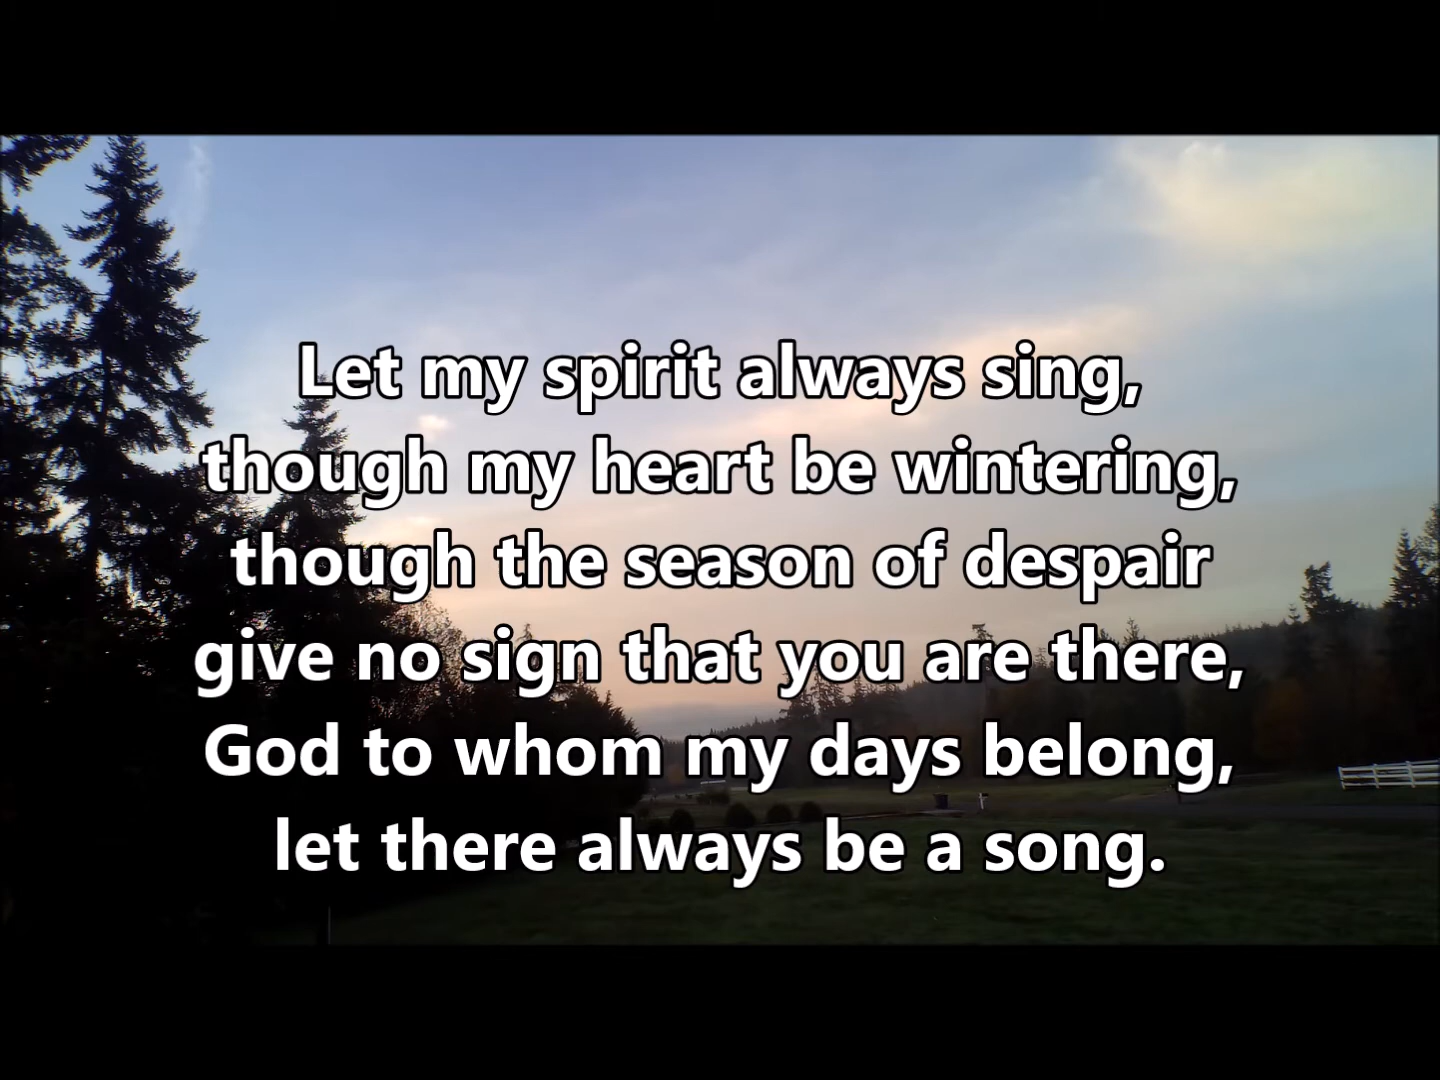 Let my spirit always sing,
though my heart be wintering,
though the season of despair
give no sign that you are there,
God to whom my days belong,
let there always be a song.